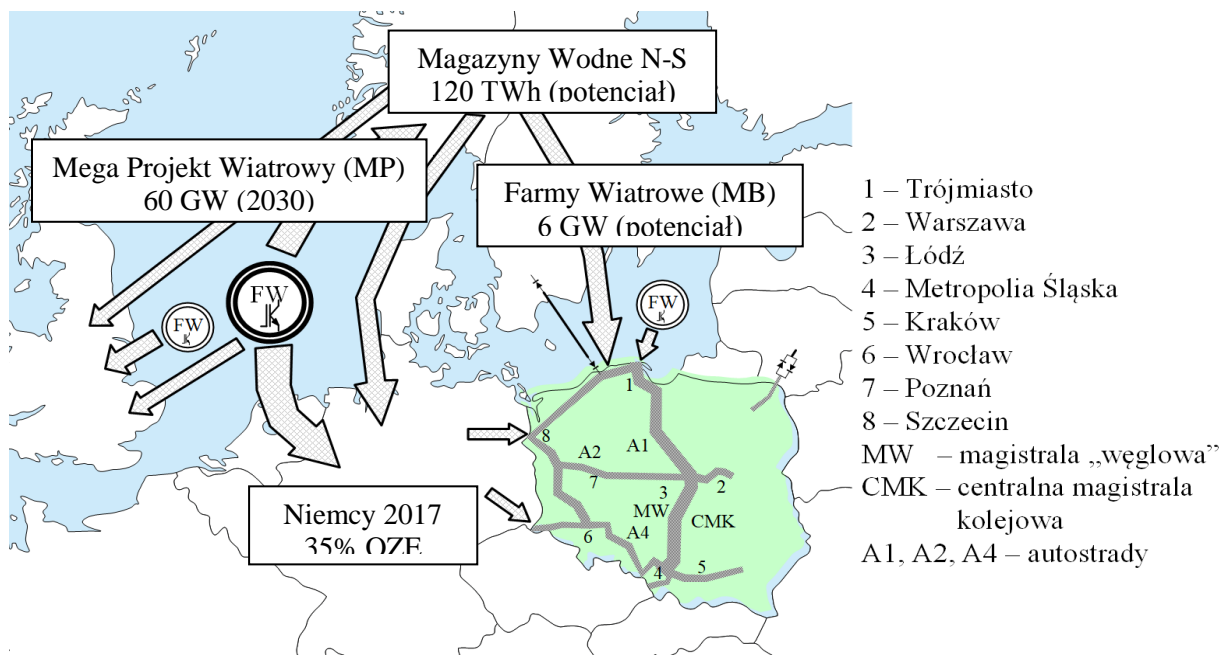 Magazyny Wodne N-S
120 TWh (potencjał)
Mega Projekt Wiatrowy (MP)
60 GW (2030)
Farmy Wiatrowe (MB)
6 GW (potencjał)
FW
FW
FW
1
8
A2
A1
7
3
2
MW
CMK
A4
6
4
5
Niemcy 2017
35% OZE
1 – Trójmiasto
2 – Warszawa
3 – Łódź
4 – Metropolia Śląska
5 – Kraków
6 – Wrocław
7 – Poznań
8 – Szczecin
MW – magistrala „węglowa”
CMK – centralna magistrala
kolejowa
A1, A2, A4 – autostrady